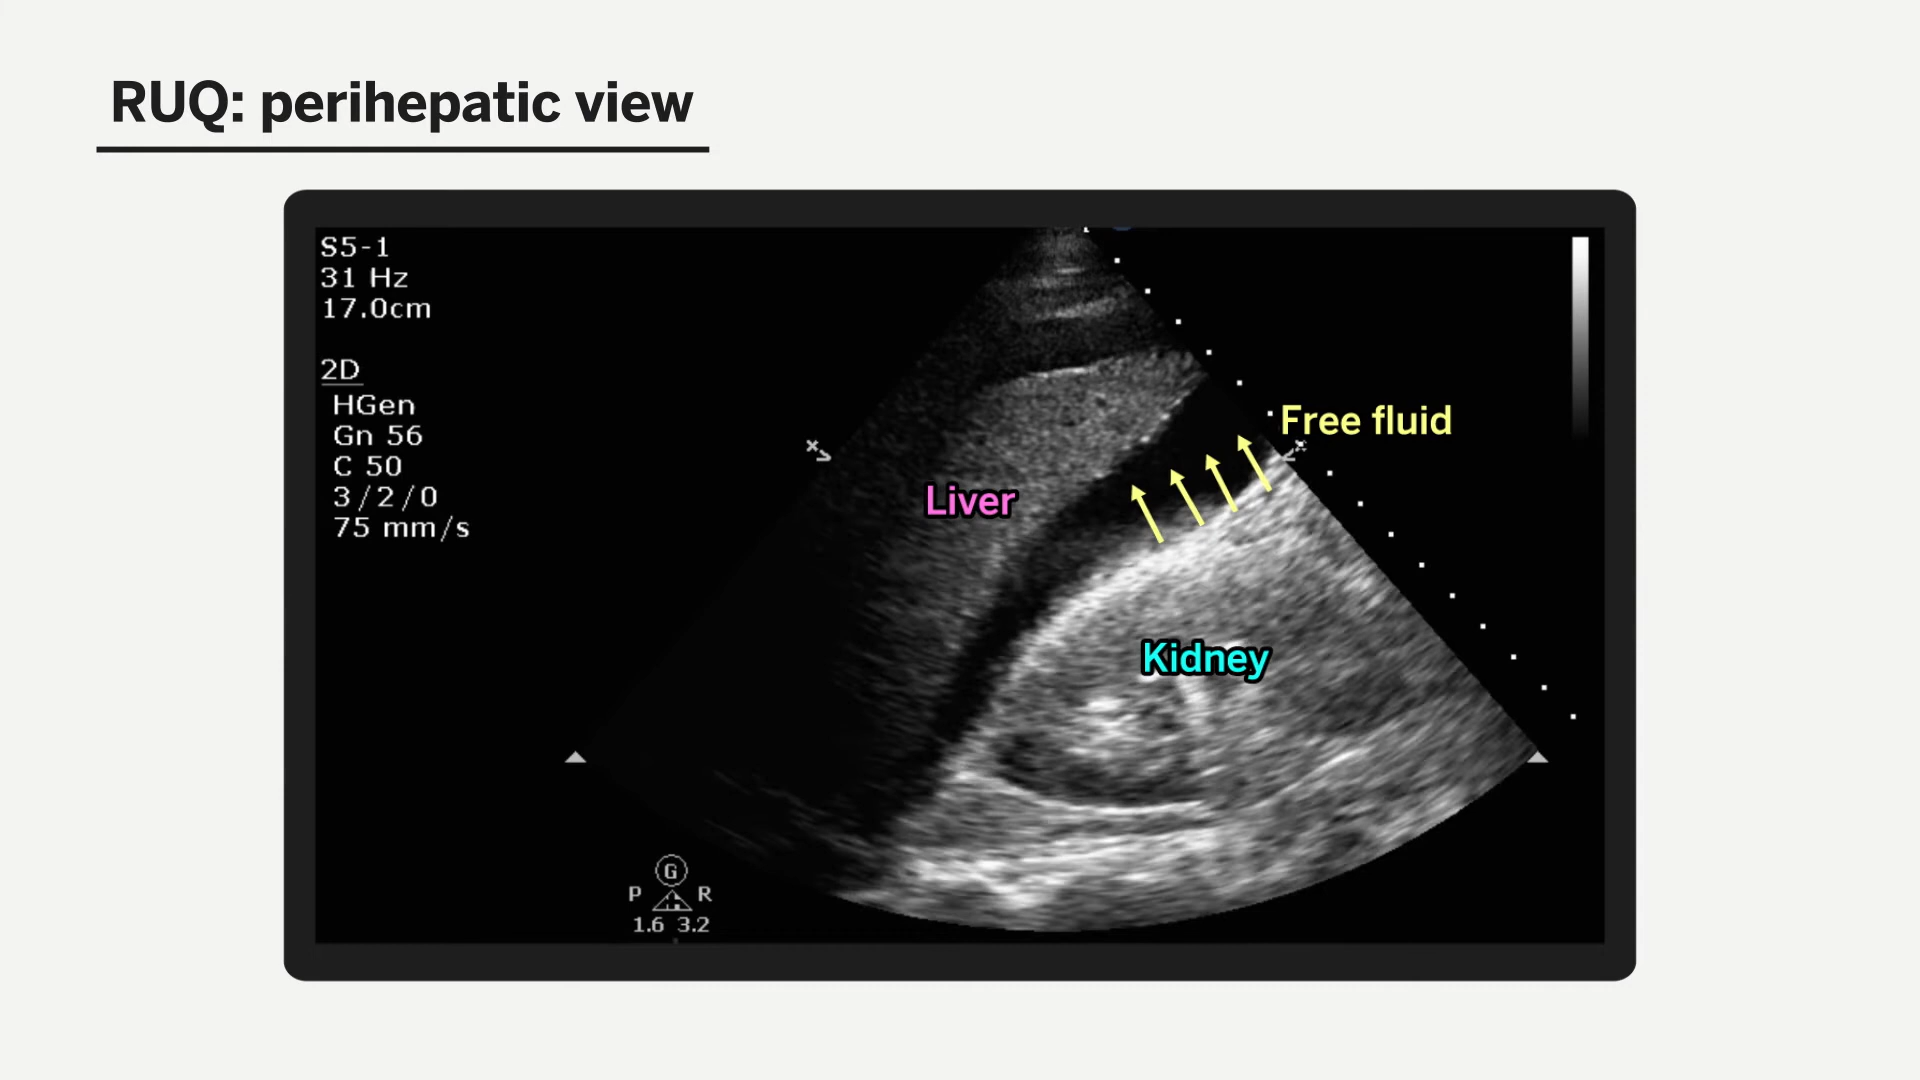 RUQ: perihepatic view
S5-1
31 Hz
17.0cm
2D
HGen
Gn 56
C 50
3/2/0
75 mm/s
Free fluid
Liver
Kidney
G
P R
1.6 3.2